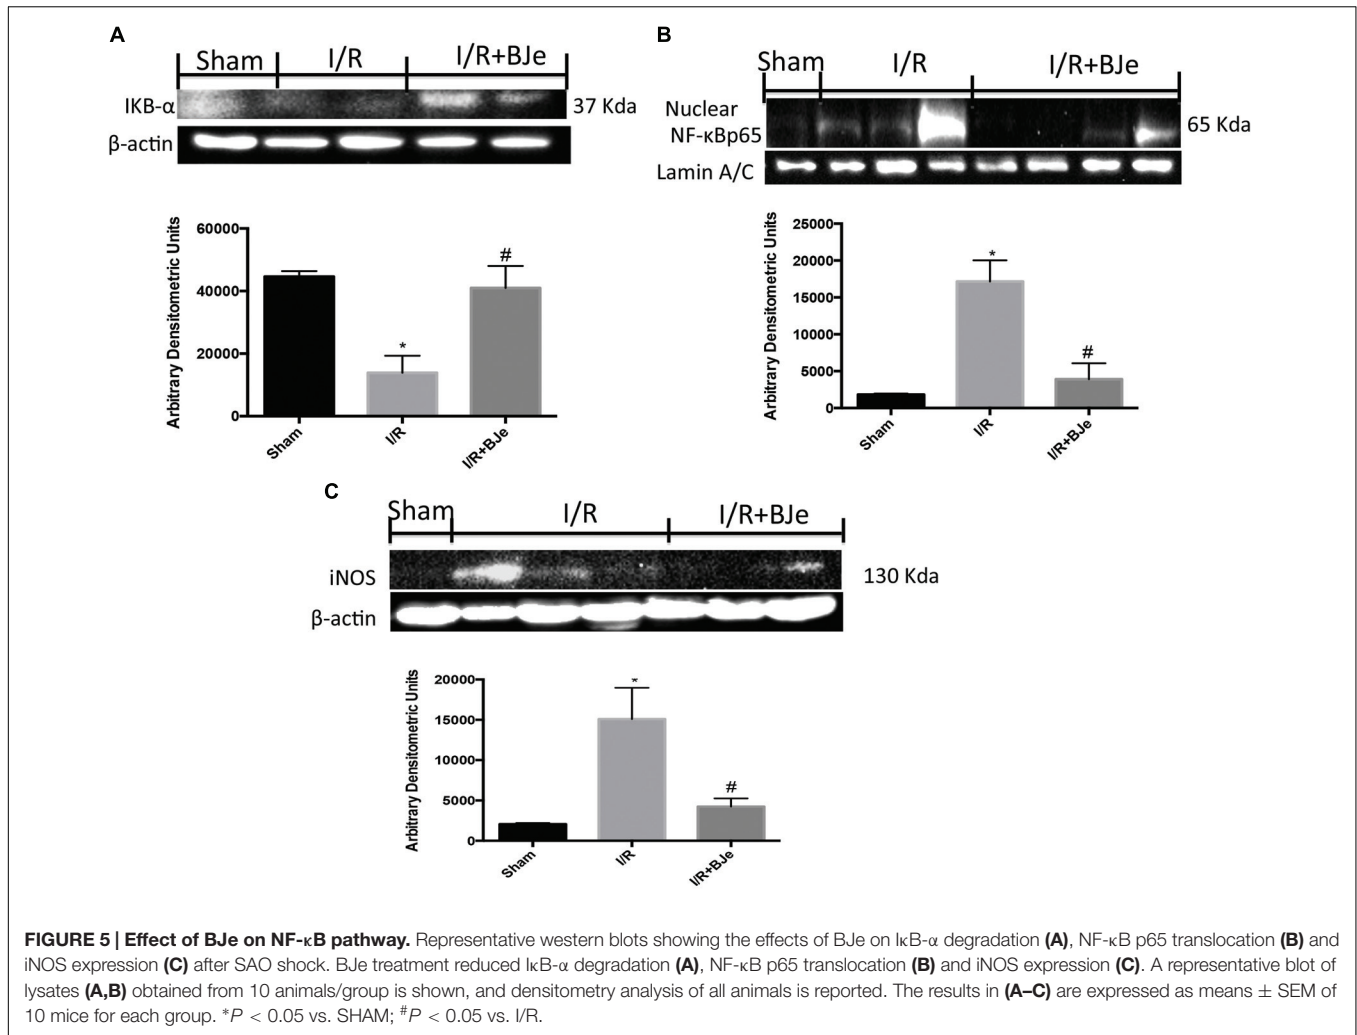 A
Sham I/R I/R+BJe
IKB-α 37 Kda
β-actin
Arbitrary Densitometric Units
60000
40000
20000
0
*
#
Sham
I/R
I/R+BJe
B
Sham I/R I/R+BJe
Nuclear
NF-κBp65 65 Kda
Lamin A/C
Arbitrary Densitometric Units
25000
20000
15000
10000
5000
0
*
#
Sham
I/R
I/R+BJe
C
Sham I/R I/R+BJe
iNOS 130 Kda
β-actin
Arbitrary Densitometric Units
20000
15000
10000
5000
0
*
#
Sham
I/R
I/R+BJe
FIGURE 5 | Effect of BJe on NF-κB pathway. Representative western blots showing the effects of BJe on IκB-α degradation (A), NF-κB p65 translocation (B) and
iNOS expression (C) after SAO shock. BJe treatment reduced IκB-α degradation (A), NF-κB p65 translocation (B) and iNOS expression (C). A representative blot of
lysates (A,B) obtained from 10 animals/group is shown, and densitometry analysis of all animals is reported. The results in (A–C) are expressed as means ± SEM of
10 mice for each group. *P < 0.05 vs. SHAM; #P < 0.05 vs. I/R.